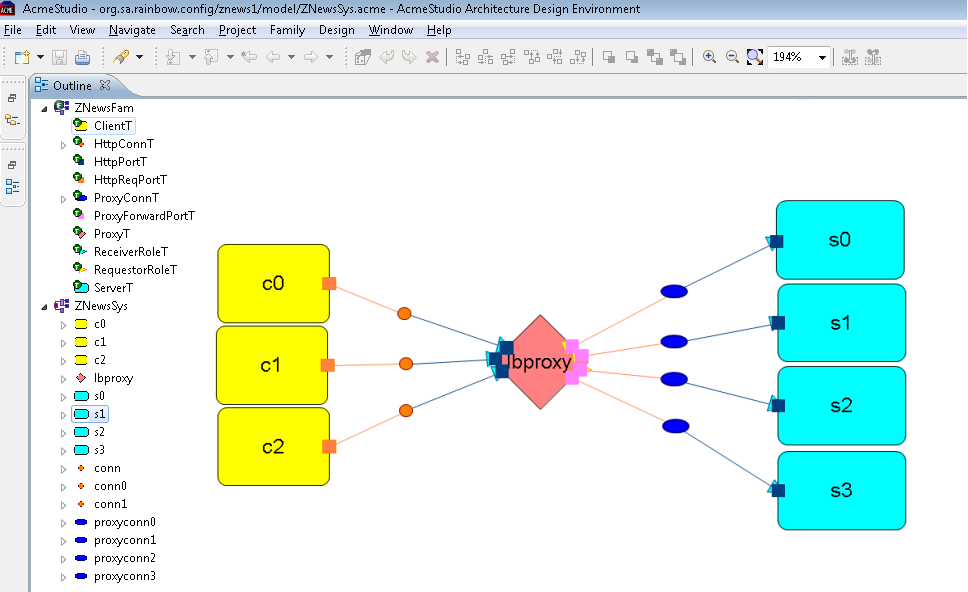 AcmeStudio - org.sa.rainbow.config/znews1/model/ZNewsSys.acme - AcmeStudio Architecture Design Environment
File Edit View Navigate Search Project Family Design Window Help
194%
Outline
ZNewsFam
ClientT
HttpConnT
HttpPortT
HttpReqPortT
ProxyConnT
ProxyForwardPortT
ProxyT
ReceiverRoleT
RequestorRoleT
ServerT
ZNewsSys
c0
c1
c2
lbproxy
s0
s1
s2
s3
conn
conn0
conn1
proxyconn0
proxyconn1
proxyconn2
proxyconn3
c0
c1
c2
lbproxy
s0
s1
s2
s3